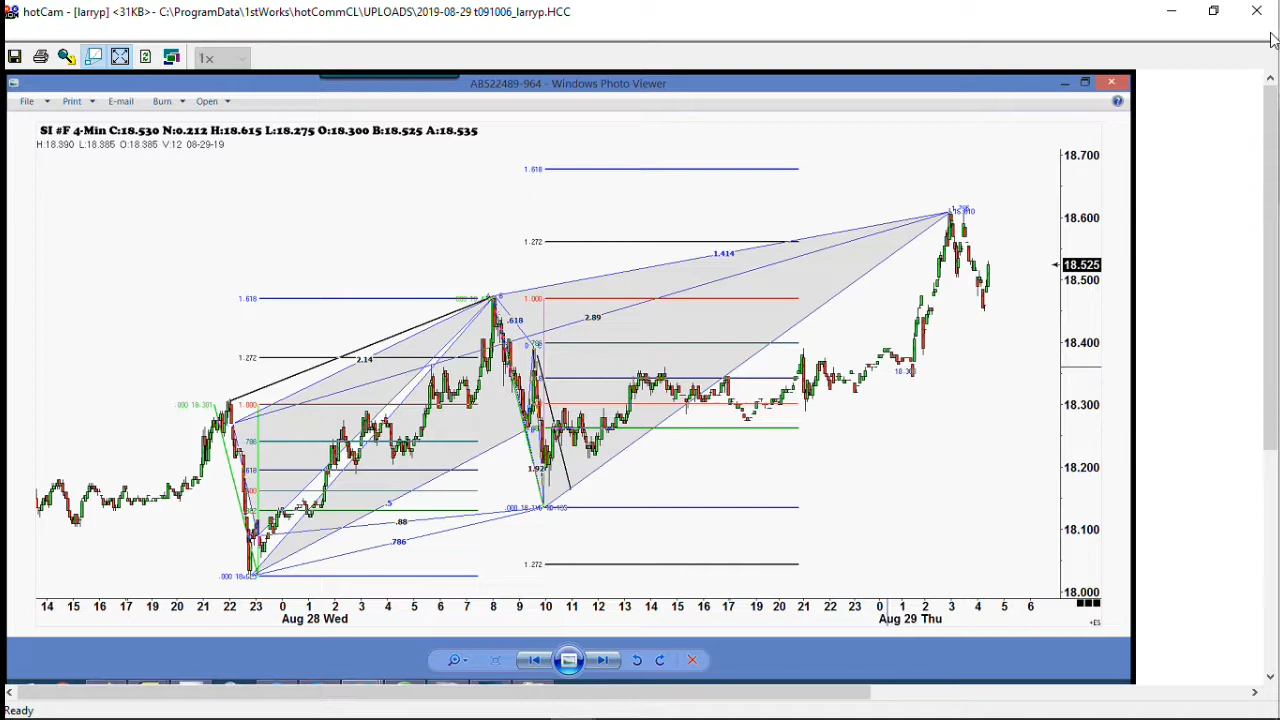 hotCam - [larryp] <31KB>- C:\ProgramData\1stWorks\hotCommCL\UPLOADS\2019-08-29 t091006_larryp.HCC
1x
AB522489-964 - Windows Photo Viewer
File Print E-mail Burn Open
SI #F 4-Min C:18.530 N:0.212 H:18.615 L:18.275 O:18.300 B:18.525 A:18.535
H:18.390 L:18.385 O:18.385 V:12 08-29-19
18.700
1.618
18.600
1.272
1.414
18.525
18.500
1.618
1.000
.618
2.89
18.400
1.272
2.14
.000 18.301
1.000
18.300
.786
.618
18.200
1.92
.5
.88
18.100
.786
1.272
18.000
14 15 16 17 19 20 21 22 23 0 1 2 3 4 5 6 7 8 9 10 11 12 13 14 15 16 17 19 20 21 22 23 0 1 2 3 4 5 6
Aug 28 Wed Aug 29 Thu
+ES
Ready